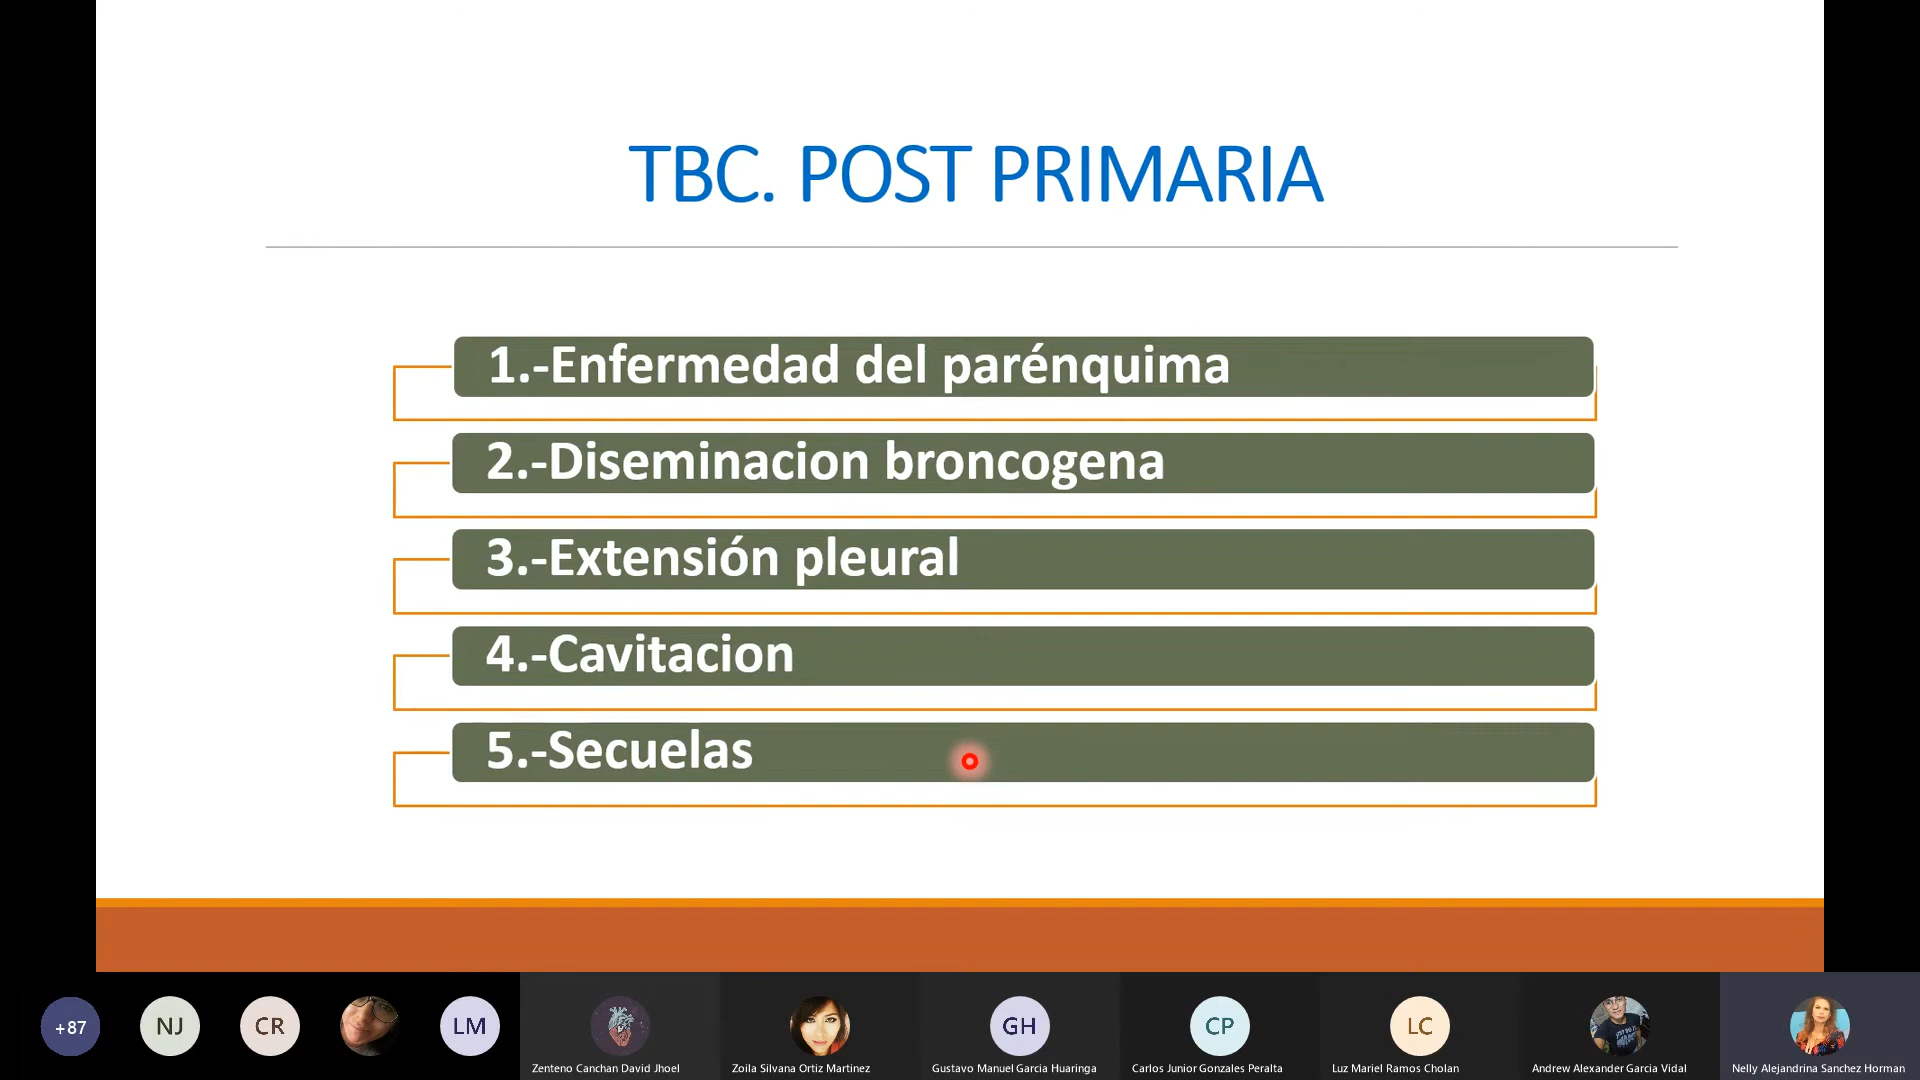 TBC. POST PRIMARIA
1.-Enfermedad del parénquima
2.-Diseminacion broncogena
3.-Extensión pleural
4.-Cavitacion
5.-Secuelas
+87
NJ
CR
LM
GH
CP
LC
Zenteno Canchan David Jhoel
Zoila Silvana Ortiz Martinez
Gustavo Manuel Garcia Huaringa
Carlos Junior Gonzales Peralta
Luz Mariel Ramos Cholan
Andrew Alexander Garcia Vidal
Nelly Alejandrina Sanchez Horman